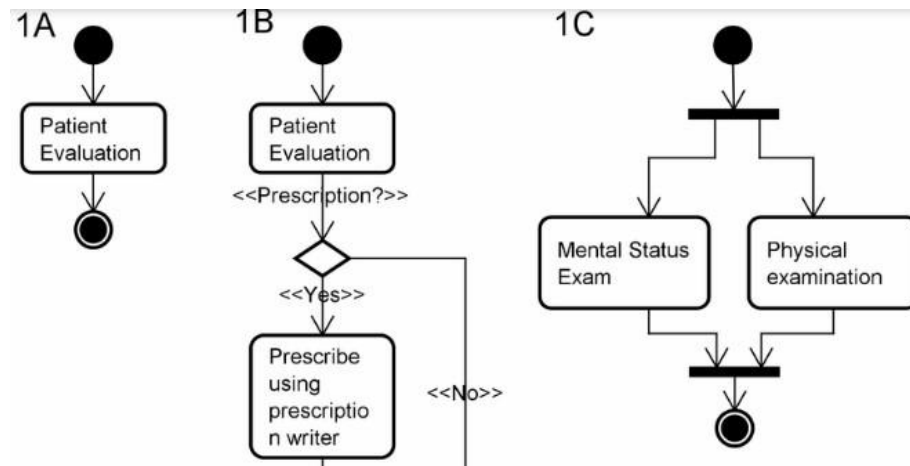 1A
Patient
Evaluation
1B
Patient
Evaluation
<<Prescription?>>
<<Yes>>
Prescribe
using
prescriptio
n writer
<<No>>
1C
Mental Status
Exam
Physical
examination